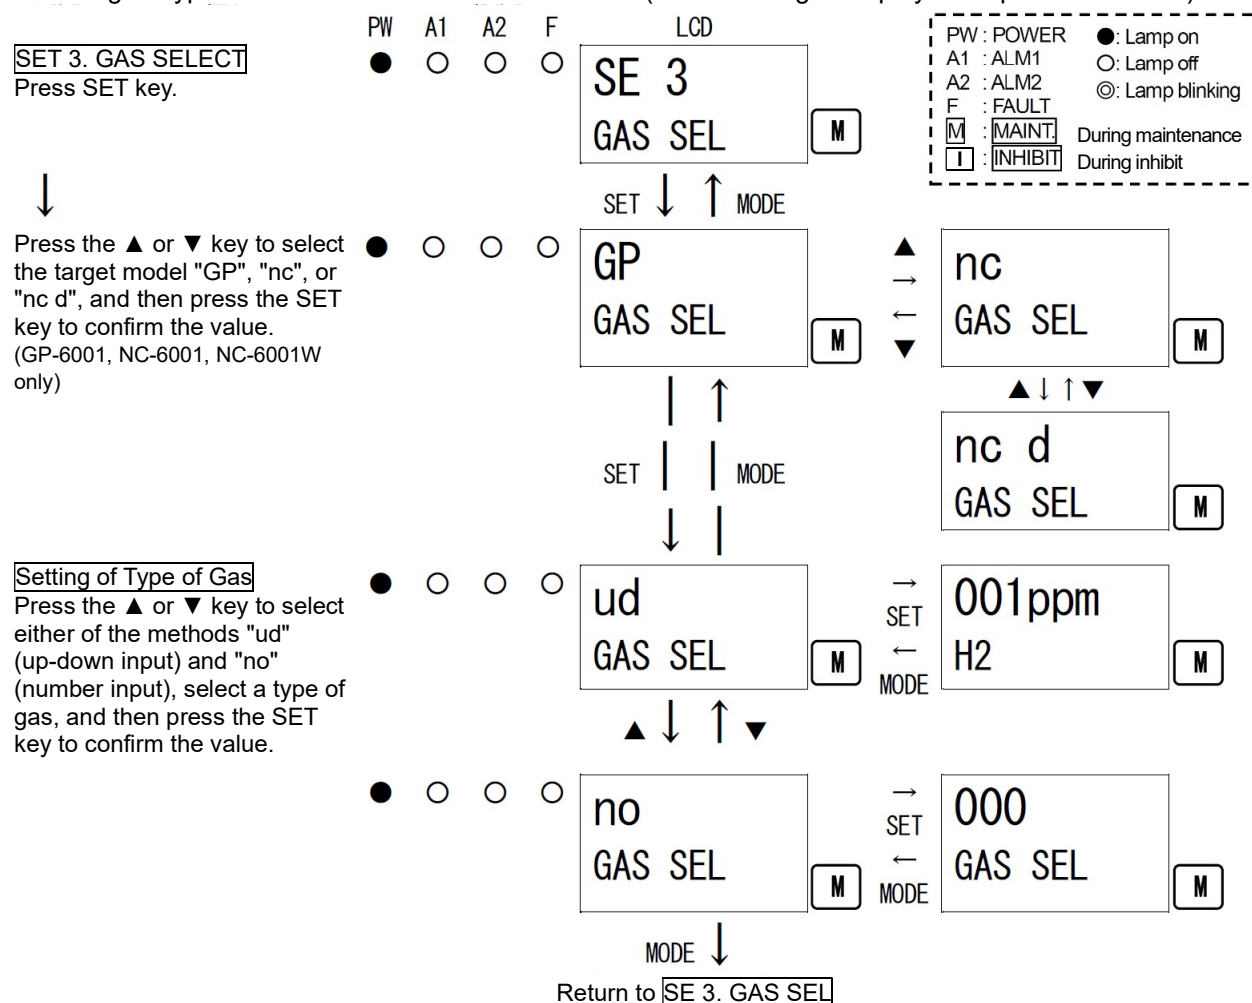 PW A1 A2 F LCD
SET 3. GAS SELECT
Press SET key.
SE 3
GAS SEL
M
PW : POWER ●: Lamp on
A1 : ALM1 ○: Lamp off
A2 : ALM2 ◎: Lamp blinking
F : FAULT
M : MAINT. During maintenance
I : INHIBIT During inhibit
↓
SET ↓ ↑ MODE
Press the ▲ or ▼ key to select
the target model "GP", "nc", or
"nc d", and then press the SET
key to confirm the value.
(GP-6001, NC-6001, NC-6001W
only)
GP
GAS SEL
M
▲
→
←
▼
nc
GAS SEL
M
▲↓↑▼
nc d
GAS SEL
M
SET ↓ ↑ MODE
Setting of Type of Gas
Press the ▲ or ▼ key to select
either of the methods "ud"
(up-down input) and "no"
(number input), select a type of
gas, and then press the SET
key to confirm the value.
ud
GAS SEL
M
→
SET
←
MODE
001ppm
H2
M
▲ ↓ ↑ ▼
no
GAS SEL
M
→
SET
←
MODE
000
GAS SEL
M
MODE ↓
Return to SE 3. GAS SEL